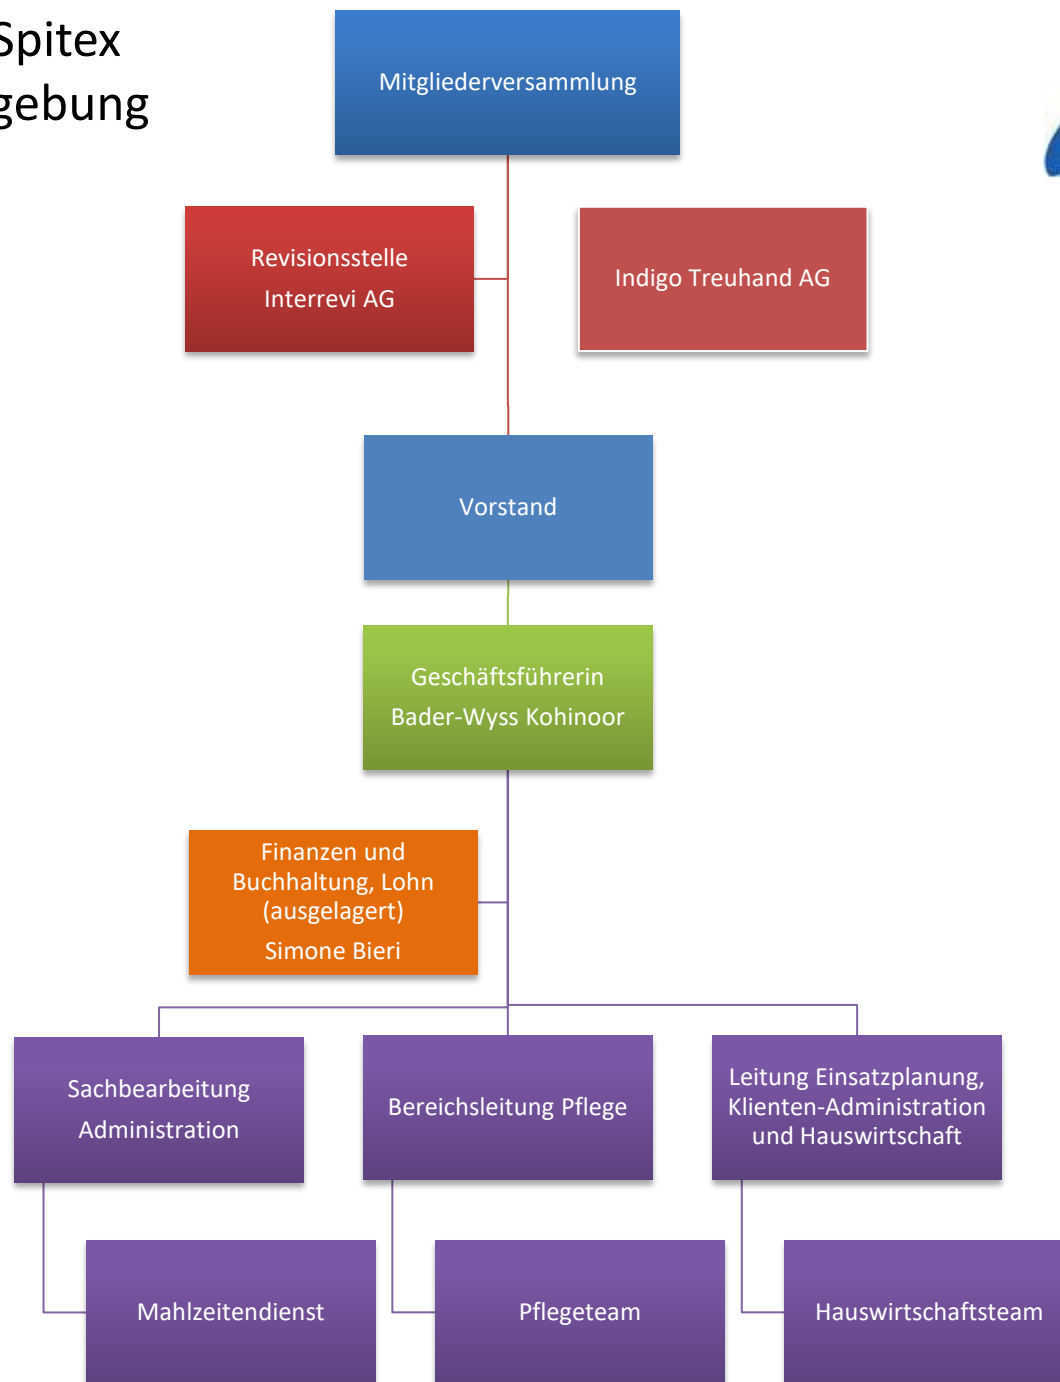 Spitex
gebung
Mitgliederversammlung
Revisionsstelle
Interrevi AG
Indigo Treuhand AG
Vorstand
Geschäftsführerin
Bader-Wyss Kohinoor
Finanzen und
Buchhaltung, Lohn
(ausgelagert)
Simone Bieri
Sachbearbeitung
Administration
Bereichsleitung Pflege
Leitung Einsatzplanung,
Klienten-Administration
und Hauswirtschaft
Mahlzeitendienst
Pflegeteam
Hauswirtschaftsteam